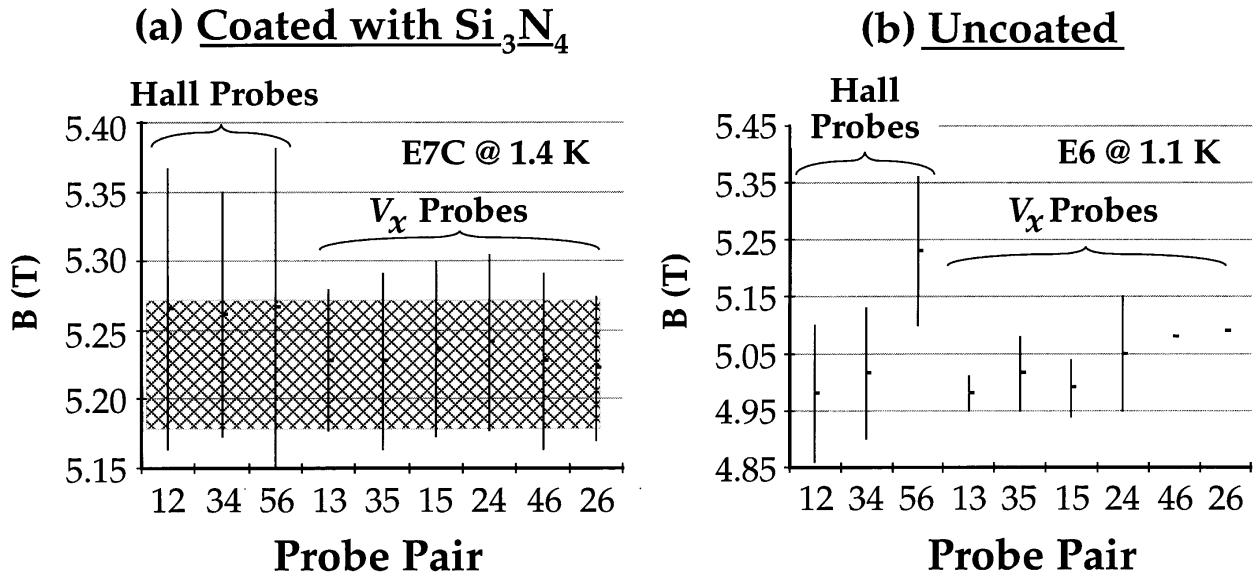 (a) Coated with Si3N4
Hall Probes
E7C @ 1.4 K
Vx Probes
B (T)
5.40
5.35
5.30
5.25
5.20
5.15
12 34 56 13 35 15 24 46 26
Probe Pair
(b) Uncoated
Hall
Probes
E6 @ 1.1 K
Vx Probes
B (T)
5.45
5.35
5.25
5.15
5.05
4.95
4.85
12 34 56 13 35 15 24 46 26
Probe Pair